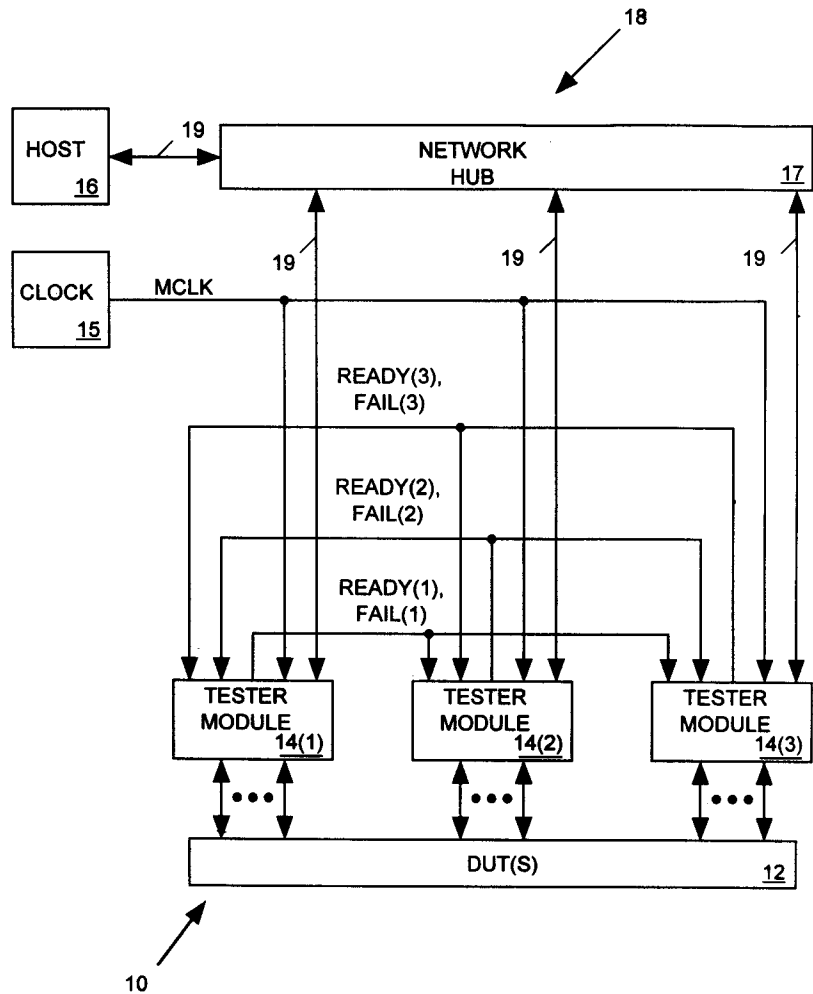 18
HOST
16
19
NETWORK
HUB
17
19
19
19
CLOCK
15
MCLK
READY(3),
FAIL(3)
READY(2),
FAIL(2)
READY(1),
FAIL(1)
TESTER
MODULE
14(1)
TESTER
MODULE
14(2)
TESTER
MODULE
14(3)
DUT(S)
12
10